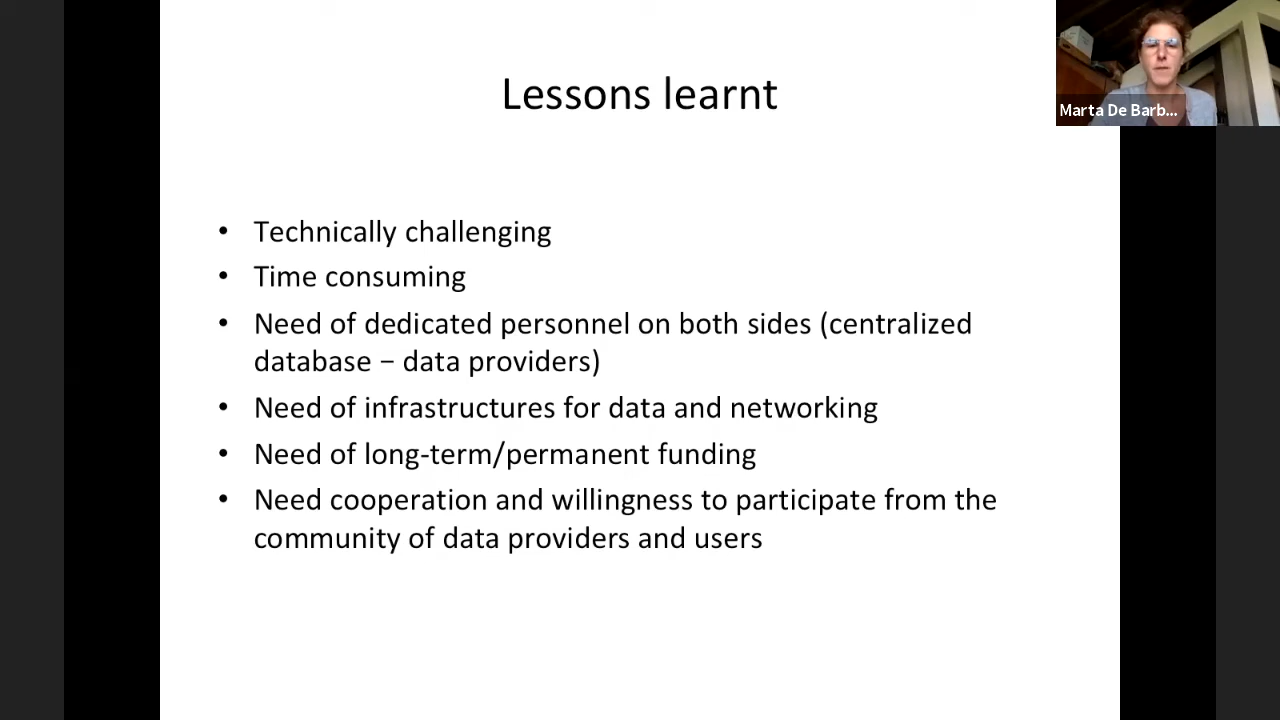 Lessons learnt
Marta De Barb...
• Technically challenging
• Time consuming
• Need of dedicated personnel on both sides (centralized
database − data providers)
• Need of infrastructures for data and networking
• Need of long-term/permanent funding
• Need cooperation and willingness to participate from the
community of data providers and users